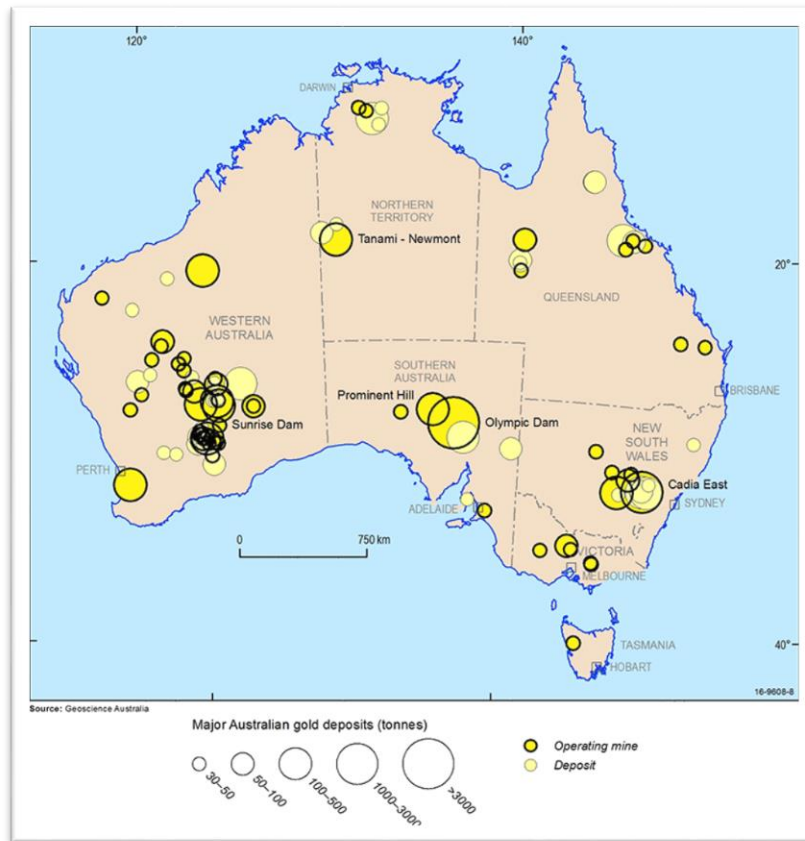 120°
140°
DARWIN
NORTHERN
TERRITORY
Tanami - Newmont
20°
QUEENSLAND
WESTERN
AUSTRALIA
SOUTHERN
AUSTRALIA
Prominent Hill
BRISBANE
Sunrise Dam
Olympic Dam
NEW
SOUTH
WALES
PERTH
Cadia East
ADELAIDE
SYDNEY
0
750 km
VICTORIA
MELBOURNE
40°
TASMANIA
HOBART
16-9608-8
Source: Geoscience Australia
Major Australian gold deposits (tonnes)
Operating mine
Deposit
30–50
50–100
100–500
1000–3000
>3000